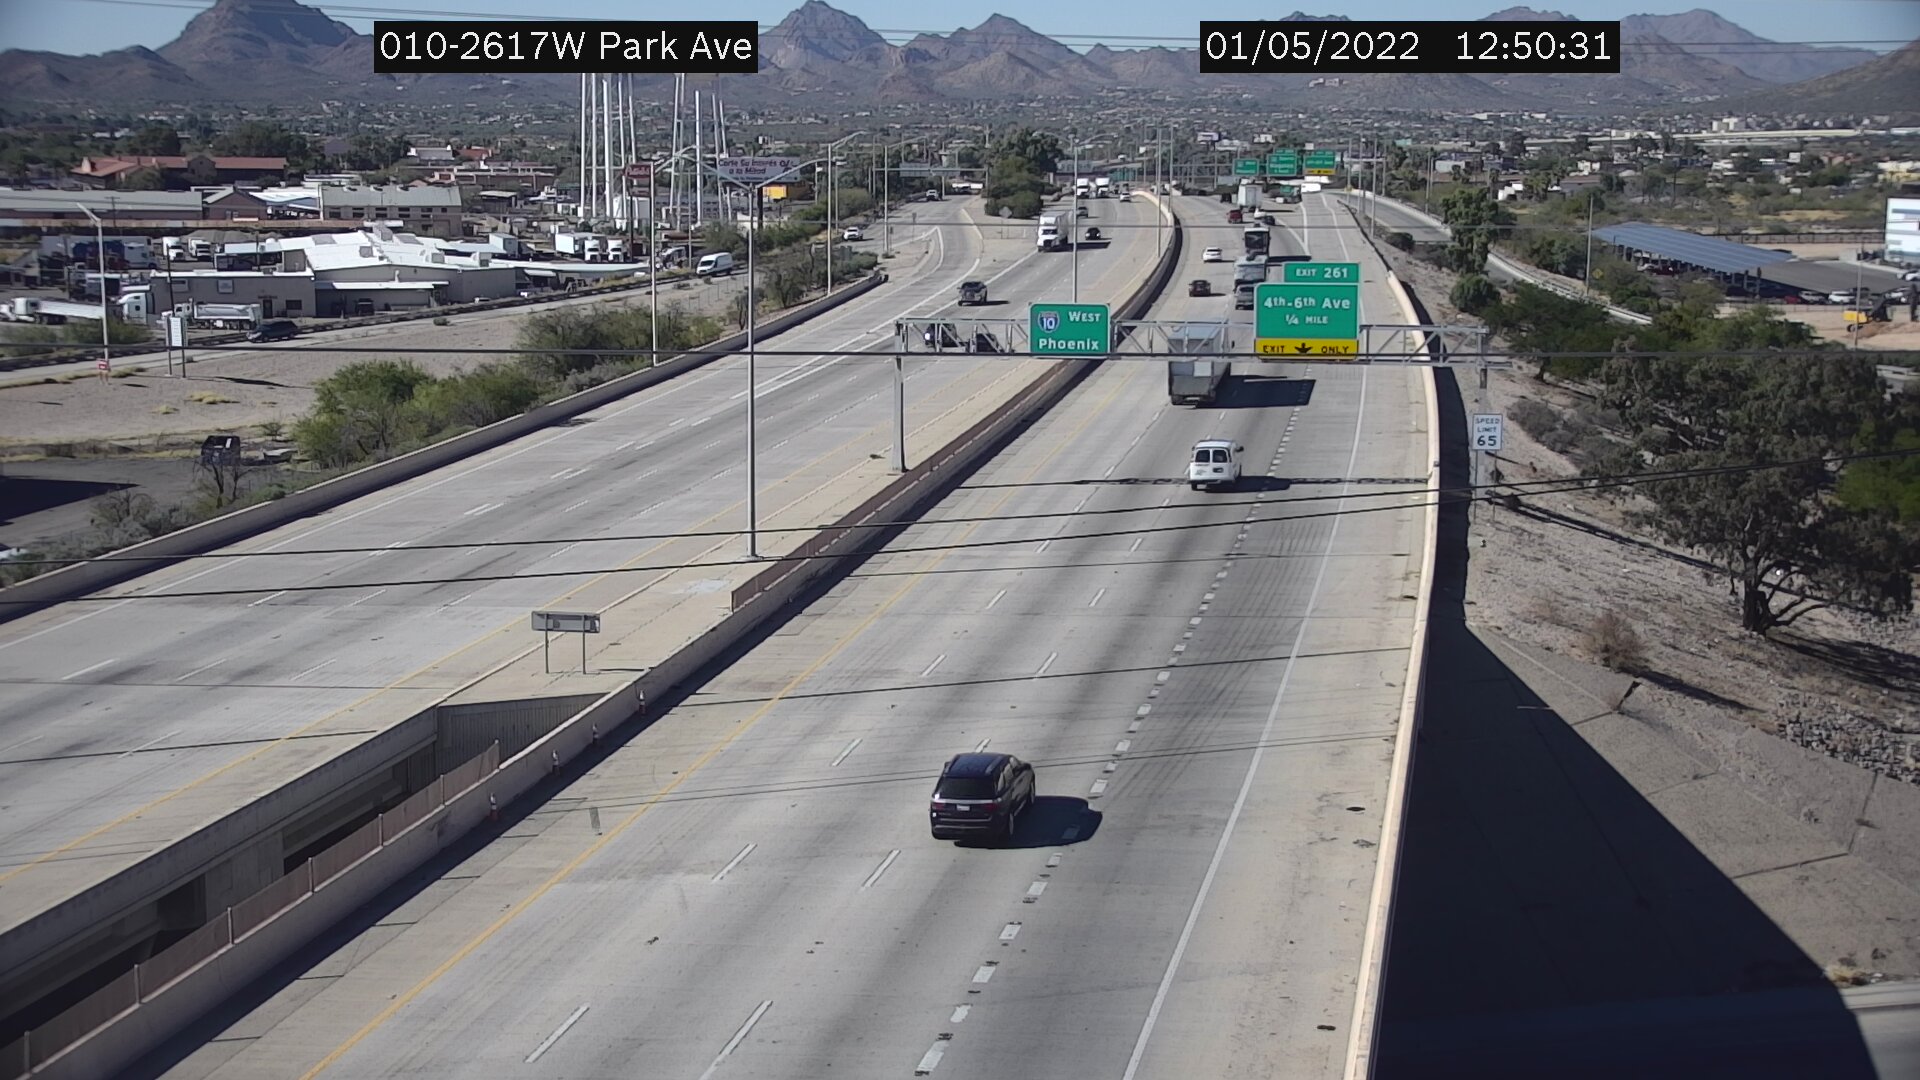 010-2617W Park Ave
01/05/2022 12:50:31
EXIT 261
4th-6th Ave
1/4 MILE
EXIT ONLY
10
WEST
Phoenix
SPEED
LIMIT
65